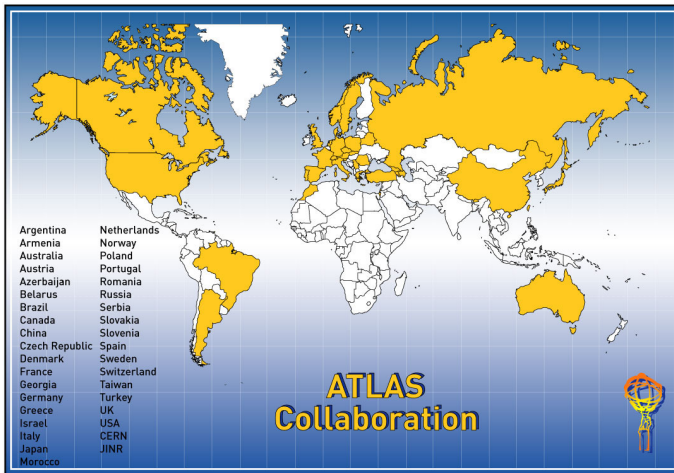 Argentina
Armenia
Australia
Austria
Azerbaijan
Belarus
Brazil
Canada
China
Czech Republic
Denmark
France
Georgia
Germany
Greece
Israel
Italy
Japan
Morocco
Netherlands
Norway
Poland
Portugal
Romania
Russia
Serbia
Slovakia
Slovenia
Spain
Sweden
Switzerland
Taiwan
Turkey
UK
USA
CERN
JINR
ATLAS
Collaboration